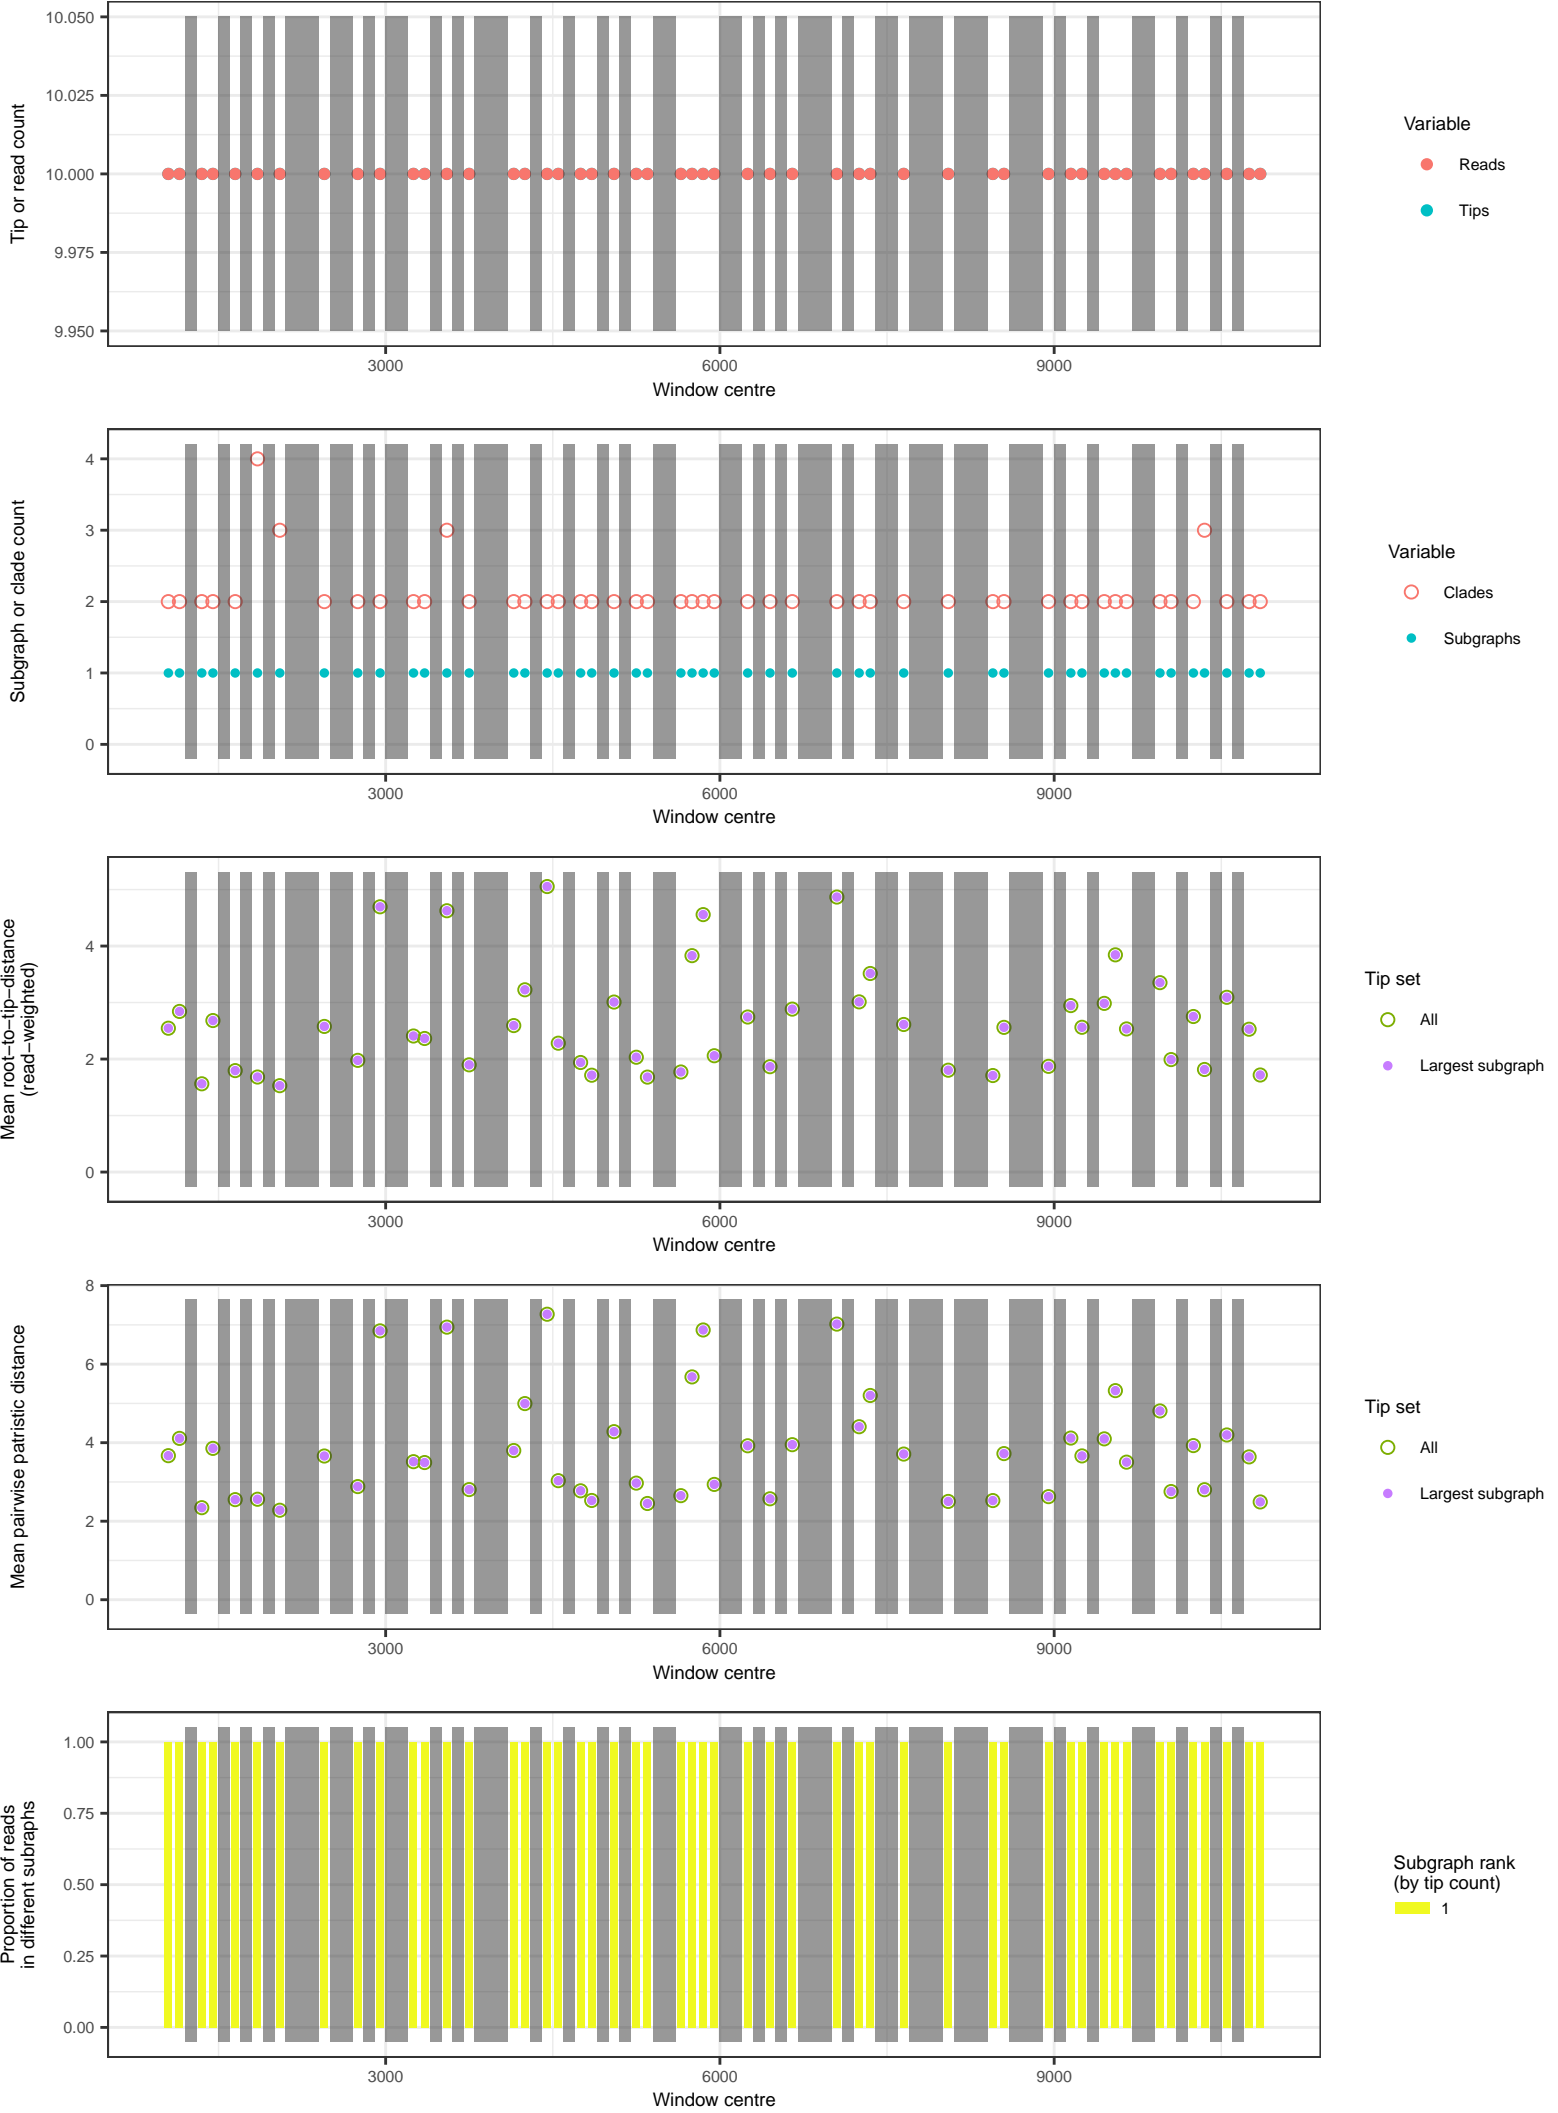 10.050
10.025
10.000
9.975
9.950
Tip or read count
3000 6000 9000
Window centre
Variable
Reads
Tips
4
3
2
1
0
Subgraph or clade count
3000 6000 9000
Window centre
Variable
Clades
Subgraphs
4
2
0
Mean root−to−tip−distance
(read−weighted)
3000 6000 9000
Window centre
Tip set
All
Largest subgraph
8
6
4
2
0
Mean pairwise patristic distance
3000 6000 9000
Window centre
Tip set
All
Largest subgraph
1.00
0.75
0.50
0.25
0.00
Proportion of reads
in different subraphs
3000 6000 9000
Window centre
Subgraph rank
(by tip count)
1